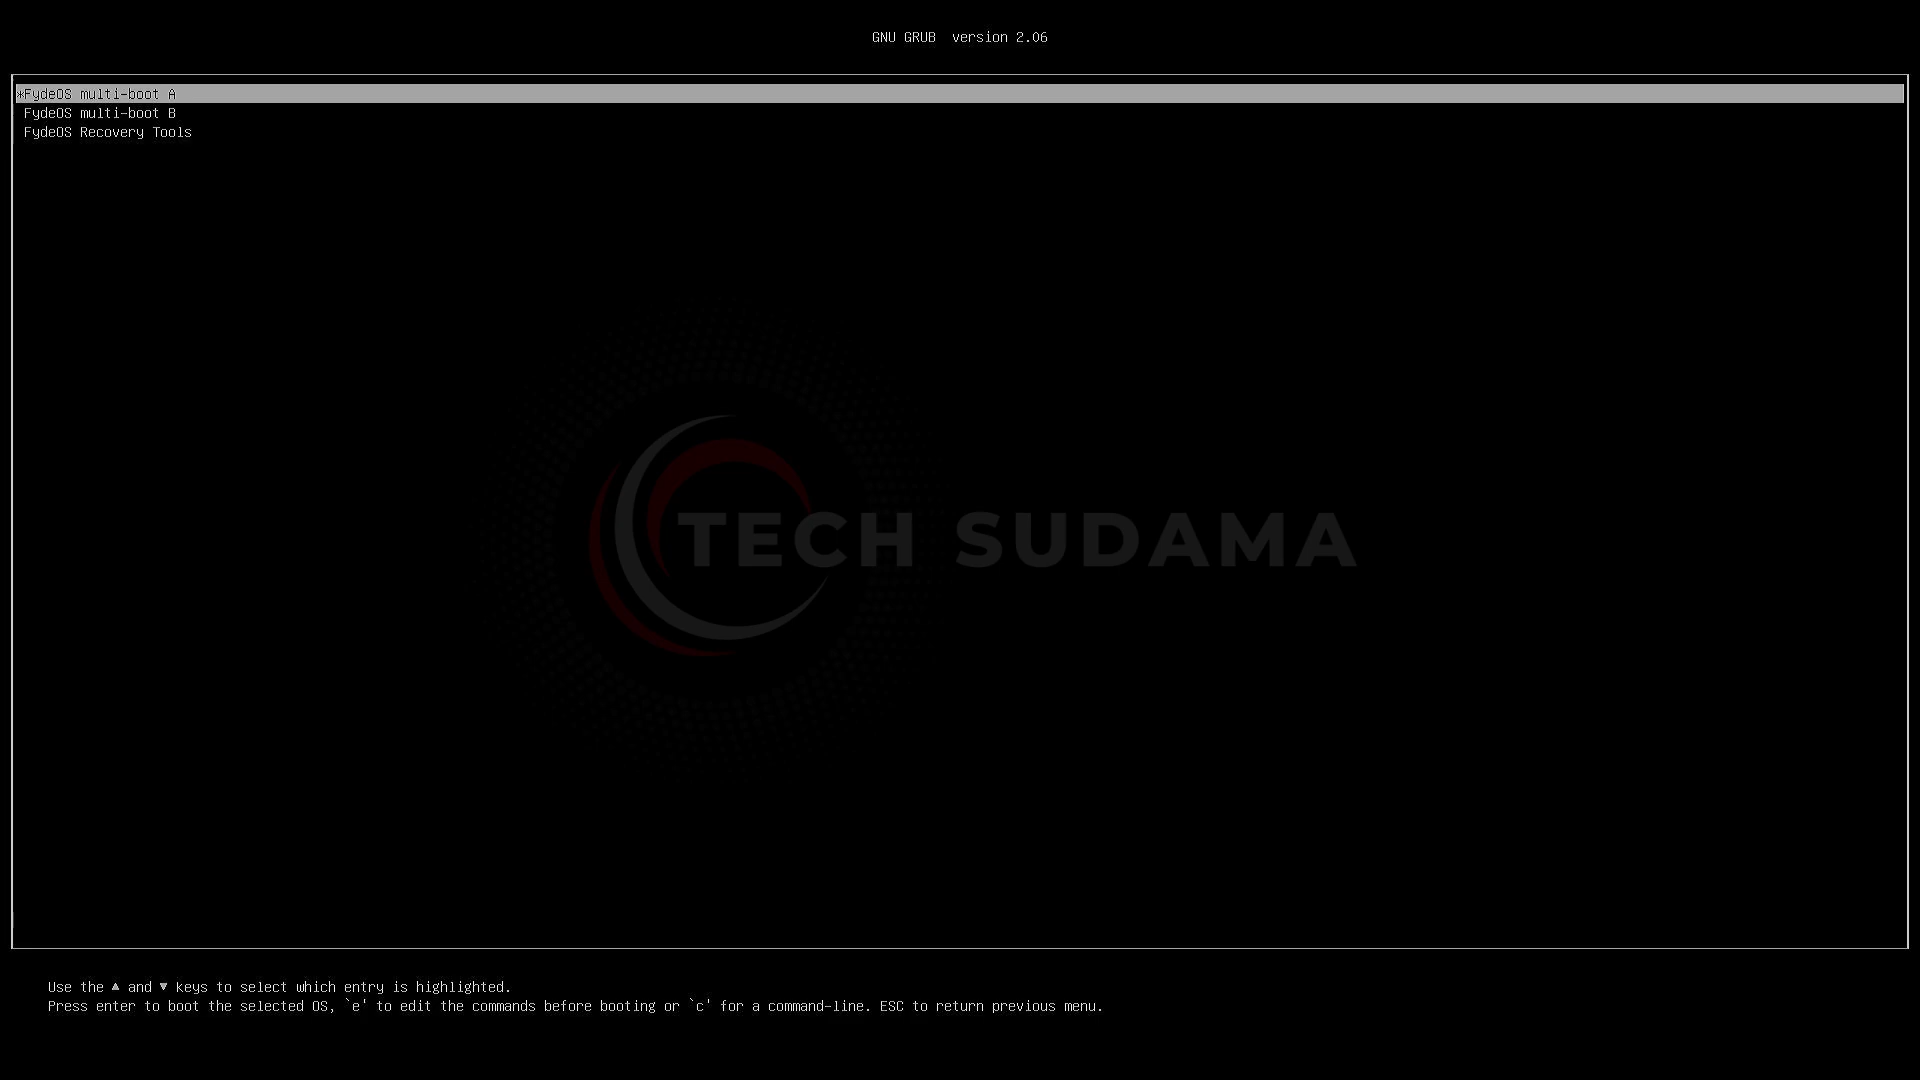 GNU GRUB  version 2.06
*FydeOS multi-boot A
FydeOS multi-boot B
FydeOS Recovery Tools
TECH SUDAMA
Use the ▲ and ▼ keys to select which entry is highlighted.
Press enter to boot the selected OS, `e' to edit the commands before booting or `c' for a command-line. ESC to return previous menu.